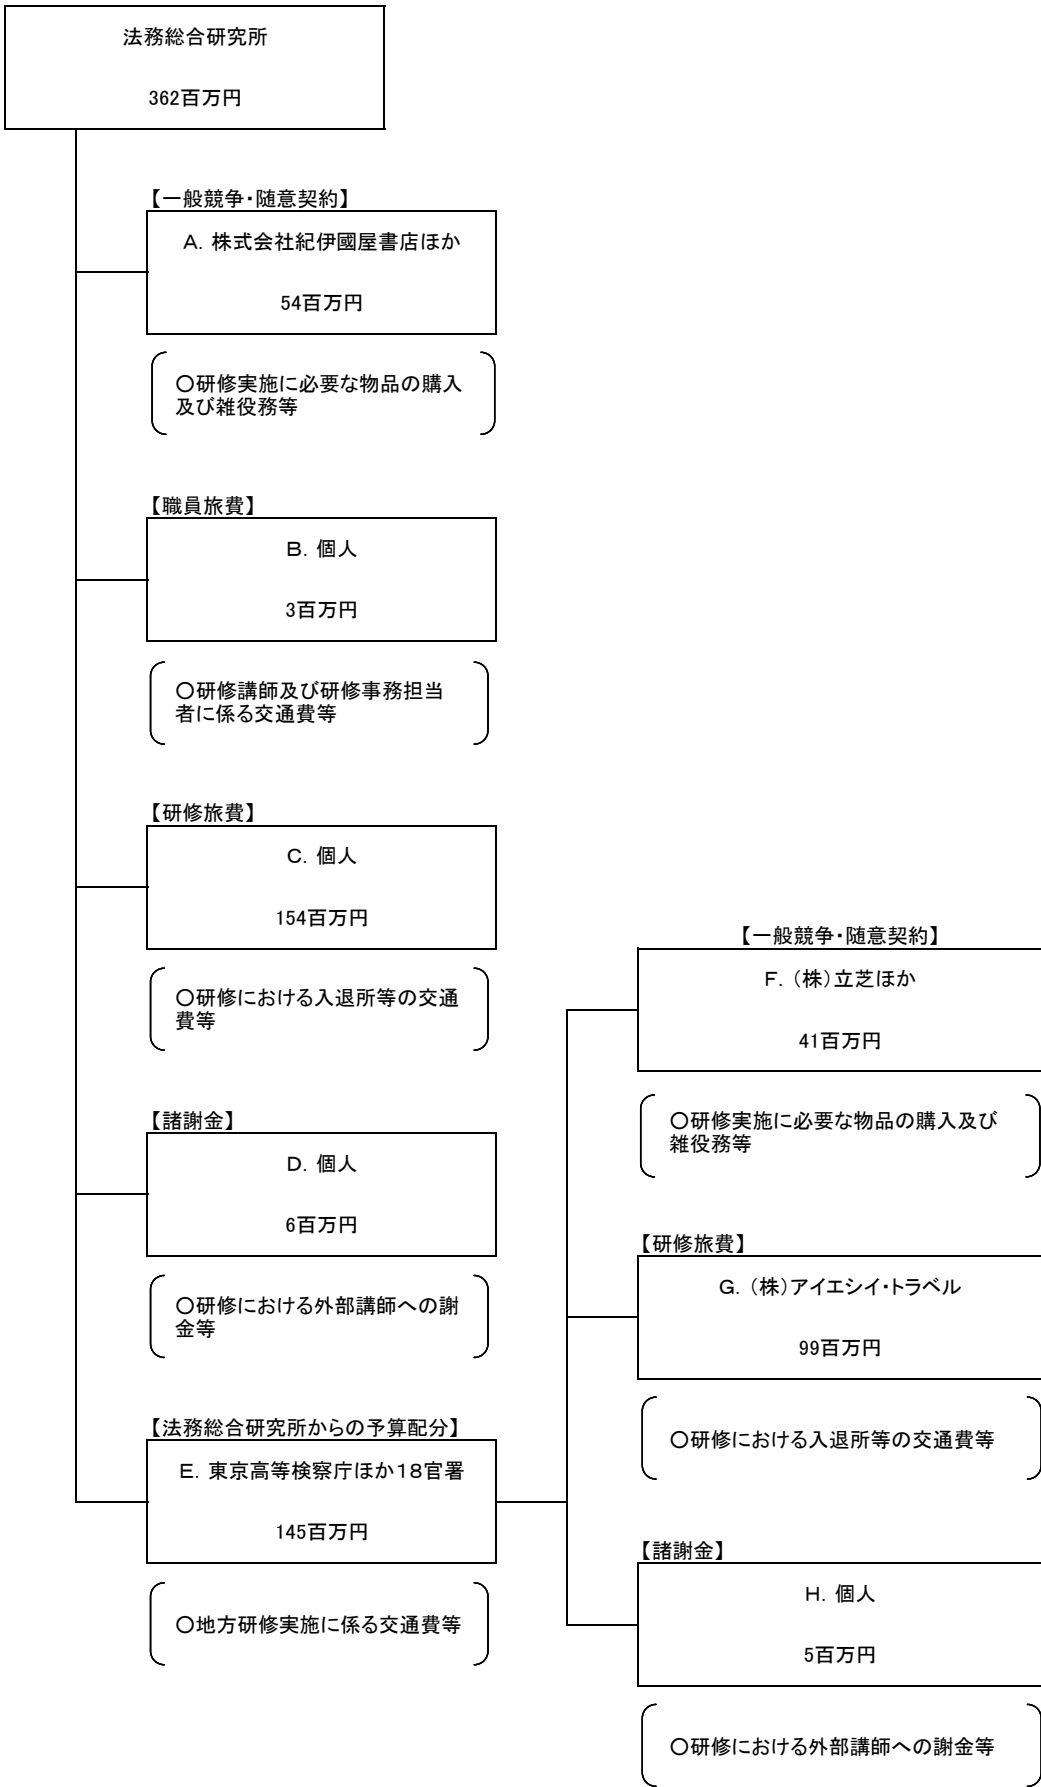 法務総合研究所
362百万円
【一般競争・随意契約】
A. 株式会社紀伊國屋書店ほか
54百万円
○研修実施に必要な物品の購入
及び雑役務等
【職員旅費】
B. 個人
3百万円
○研修講師及び研修事務担当
者に係る交通費等
【研修旅費】
C. 個人
154百万円
○研修における入退所等の交通
費等
【諸謝金】
D. 個人
6百万円
○研修における外部講師への謝
金等
【法務総合研究所からの予算配分】
E. 東京高等検察庁ほか18官署
145百万円
○地方研修実施に係る交通費等
【一般競争・随意契約】
F. (株)立芝ほか
41百万円
○研修実施に必要な物品の購入及び
雑役務等
【研修旅費】
G. (株)アイエシイ・トラベル
99百万円
○研修における入退所等の交通費等
【諸謝金】
H. 個人
5百万円
○研修における外部講師への謝金等